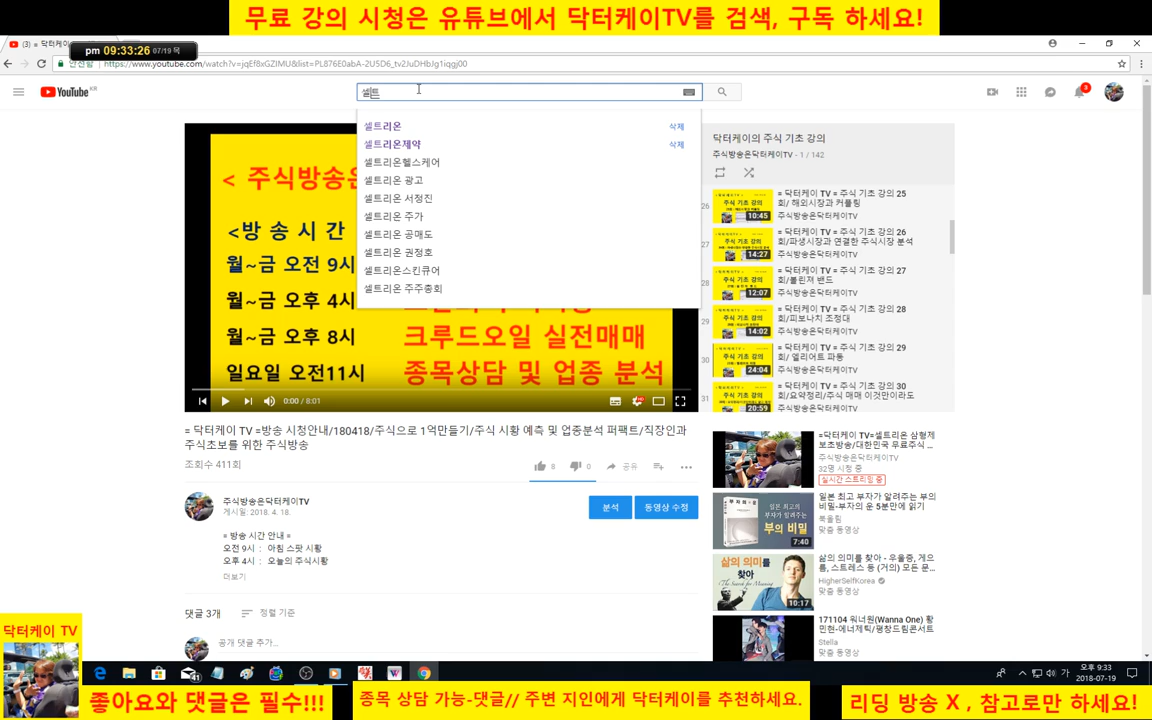 무료 강의 시청은 유튜브에서 닥터케이TV를 검색, 구독 하세요!
(3) = 닥터케이
pm 09:33:26 07/19 목
안전함 https://www.youtube.com/watch?v=jqEf8xGZIMU&list=PL876E0abA-2U5D6_tv2JuDHbJg1iqgj00
YouTube KR
셀트
3
셀트리온 삭제
셀트리온제약 삭제
셀트리온헬스케어
셀트리온 광고
셀트리온 서정진
셀트리온 주가
셀트리온 공매도
셀트리온 권정호
셀트리온스킨큐어
셀트리온 주주총회
< 주식방송은
<방 송 시 간
월~금 오전 9시
월~금 오후 4시
월~금 오후 8시
크루드오일 실전매매
일요일 오전11시
종목상담 및 업종 분석
0:00 / 8:01
닥터케이의 주식 기초 강의
주식방송은닥터케이TV - 1 / 142
26
= 닥터케이 TV = 주식 기초 강의 25
회/ 해외시장과 커플링
주식방송은닥터케이TV
10:45
27
= 닥터케이 TV = 주식 기초 강의 26
회/파생시장과 연결한 주식시장 분석
주식방송은닥터케이TV
14:27
28
= 닥터케이 TV = 주식 기초 강의 27
회/볼린져 밴드
주식방송은닥터케이TV
12:07
29
= 닥터케이 TV = 주식 기초 강의 28
회/피보나치 조정대
주식방송은닥터케이TV
14:02
30
= 닥터케이 TV = 주식 기초 강의 29
회/ 엘리어트 파동
주식방송은닥터케이TV
24:04
31
= 닥터케이 TV = 주식 기초 강의 30
회/요약정리/주식 매매 이것만이라도
주식방송은닥터케이TV
20:59
= 닥터케이 TV =방송 시청안내/180418/주식으로 1억만들기/주식 시황 예측 및 업종분석 퍼팩트/직장인과
주식초보를 위한 주식방송
조회수 411회
8
0
공유
주식방송은닥터케이TV
게시일: 2018. 4. 18.
분석
동영상 수정
= 방송 시간 안내 =
오전 9시 : 아침 스팟 시황
오후 4시 : 오늘의 주식시황
더보기
댓글 3개
정렬 기준
공개 댓글 추가...
=닥터케이 TV=셀트리온 삼형제
보초방송/대한민국 무료주식 ...
주식방송은닥터케이TV
32명 시청 중
실시간 스트리밍 중
일본 최고 부자가 알려주는 부의
비밀-부자의 운 5분만에 읽기
북올림
맞춤 동영상
부의 비밀
7:40
삶의 의미를 찾아 - 우울증, 게으
름, 스트레스 등 (거의) 모든 문...
HigherSelfKorea
맞춤 동영상
삶의 의미를
찾아
(The Search for Meaning)
10:17
171104 워너원(Wanna One) 황
민현-에너제틱/평창드림콘서트
Stella
맞춤 동영상
닥터케이 TV
41
가
오후 9:33
2018-07-19
좋아요와 댓글은 필수!!!
종목 상담 가능-댓글// 주변 지인에게 닥터케이를 추천하세요.
리딩 방송 X , 참고로만 하세요!